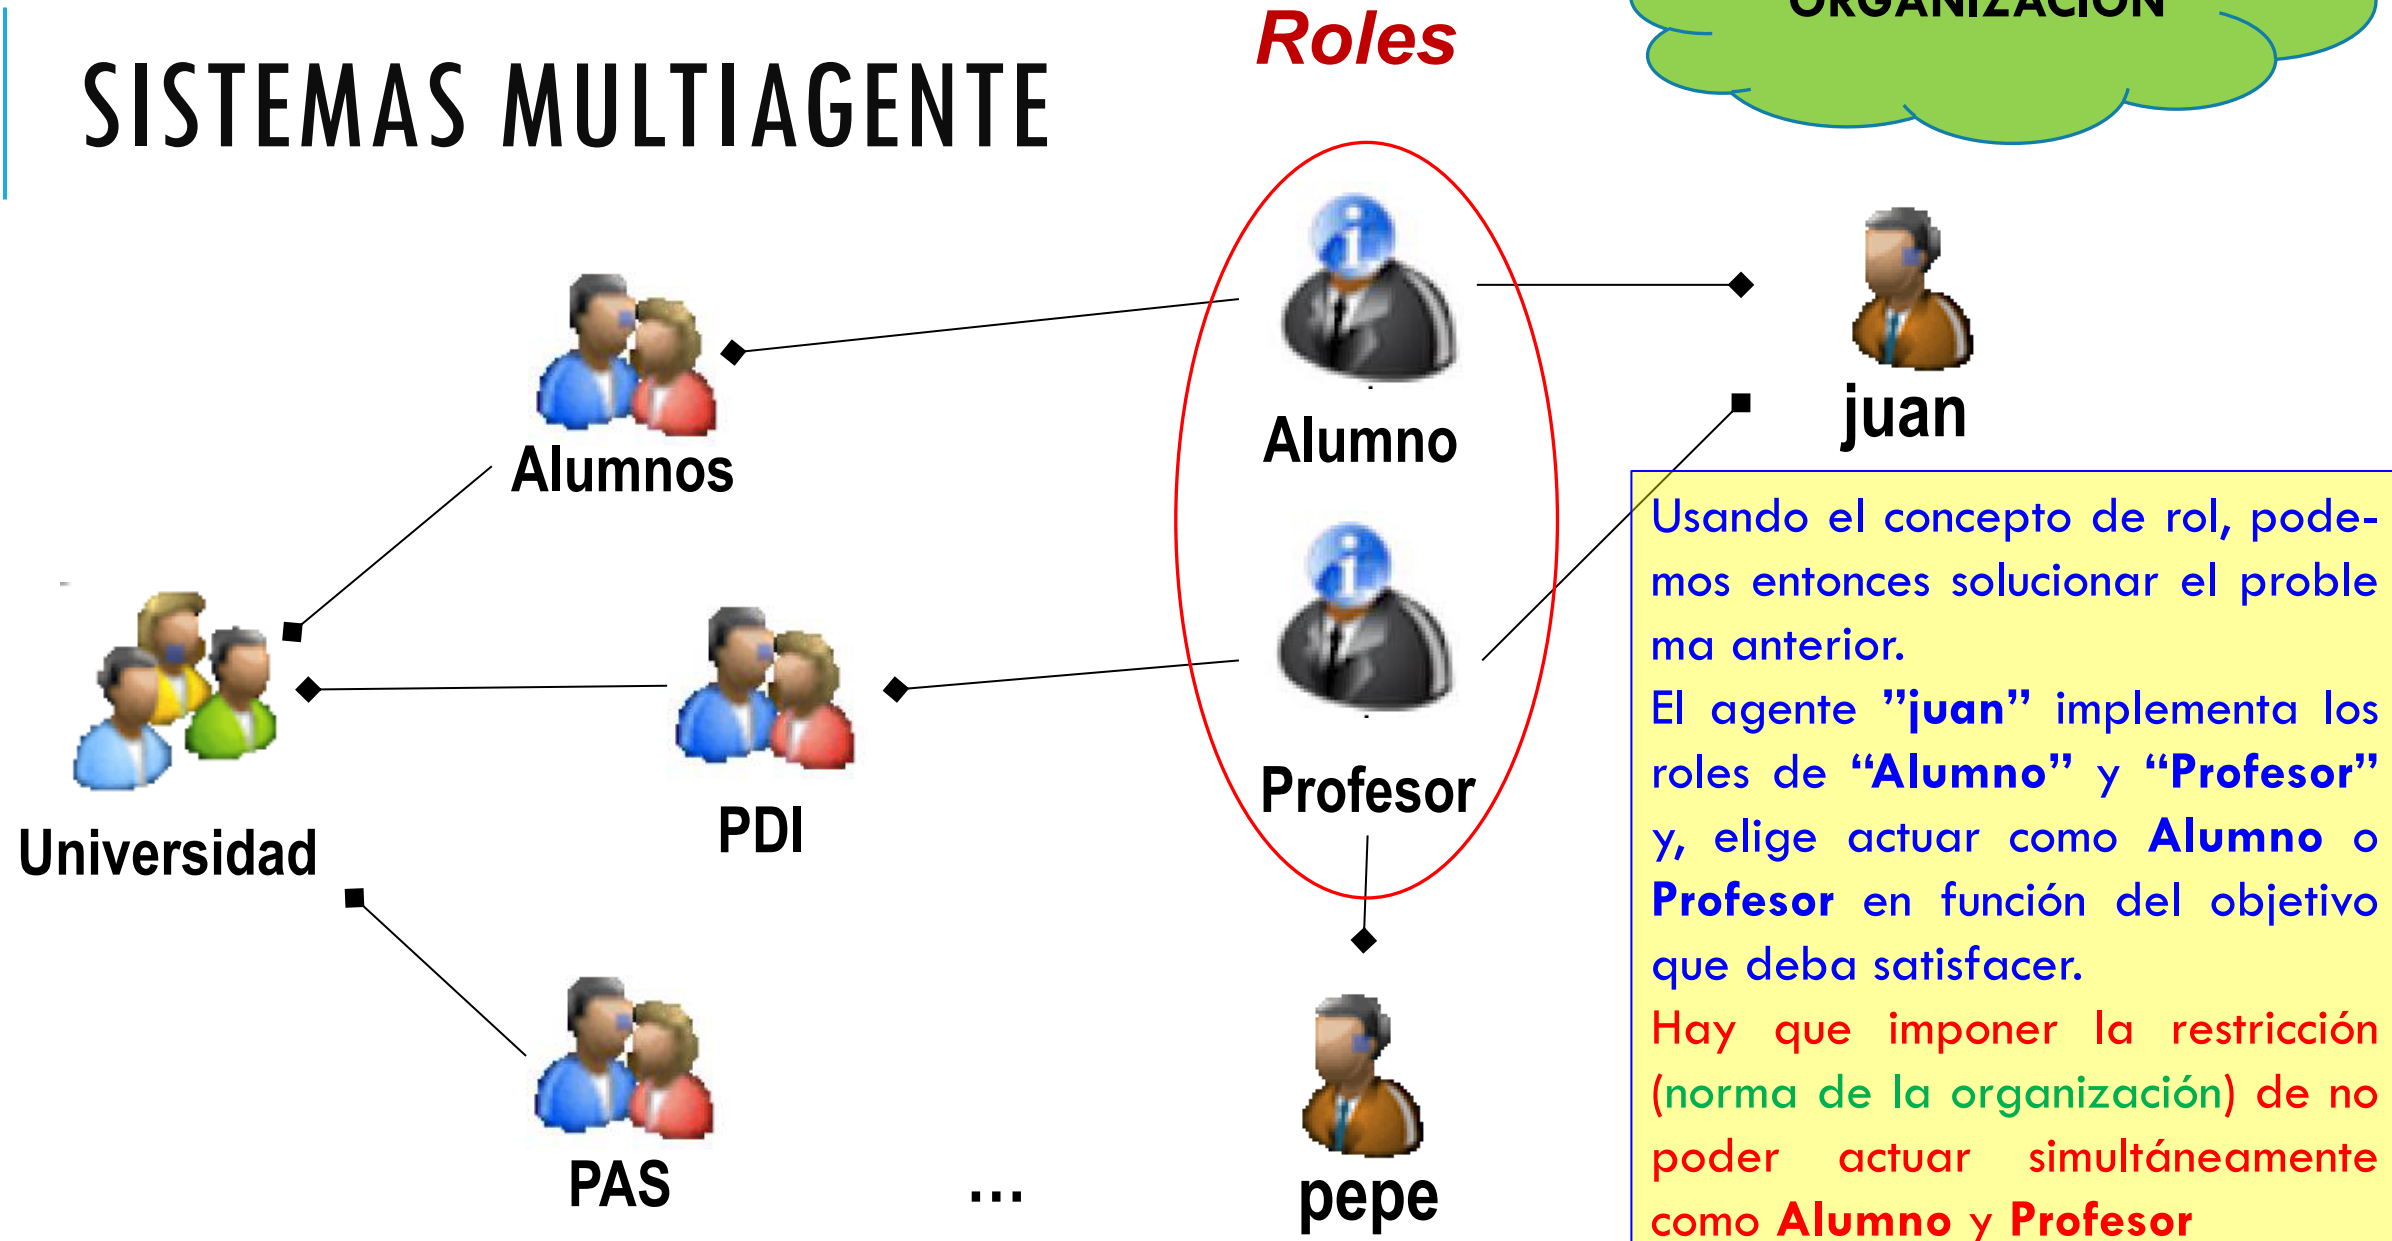 ORGANIZACIÓN
Roles
SISTEMAS MULTIAGENTE
Alumnos
Alumno
juan
Universidad
PDI
Profesor
PAS
...
pepe
Usando el concepto de rol, pode-
mos entonces solucionar el proble
ma anterior.
El agente ”juan” implementa los
roles de “Alumno” y “Profesor”
y, elige actuar como Alumno o
Profesor en función del objetivo
que deba satisfacer.
Hay que imponer la restricción
(norma de la organización) de no
poder actuar simultáneamente
como Alumno y Profesor